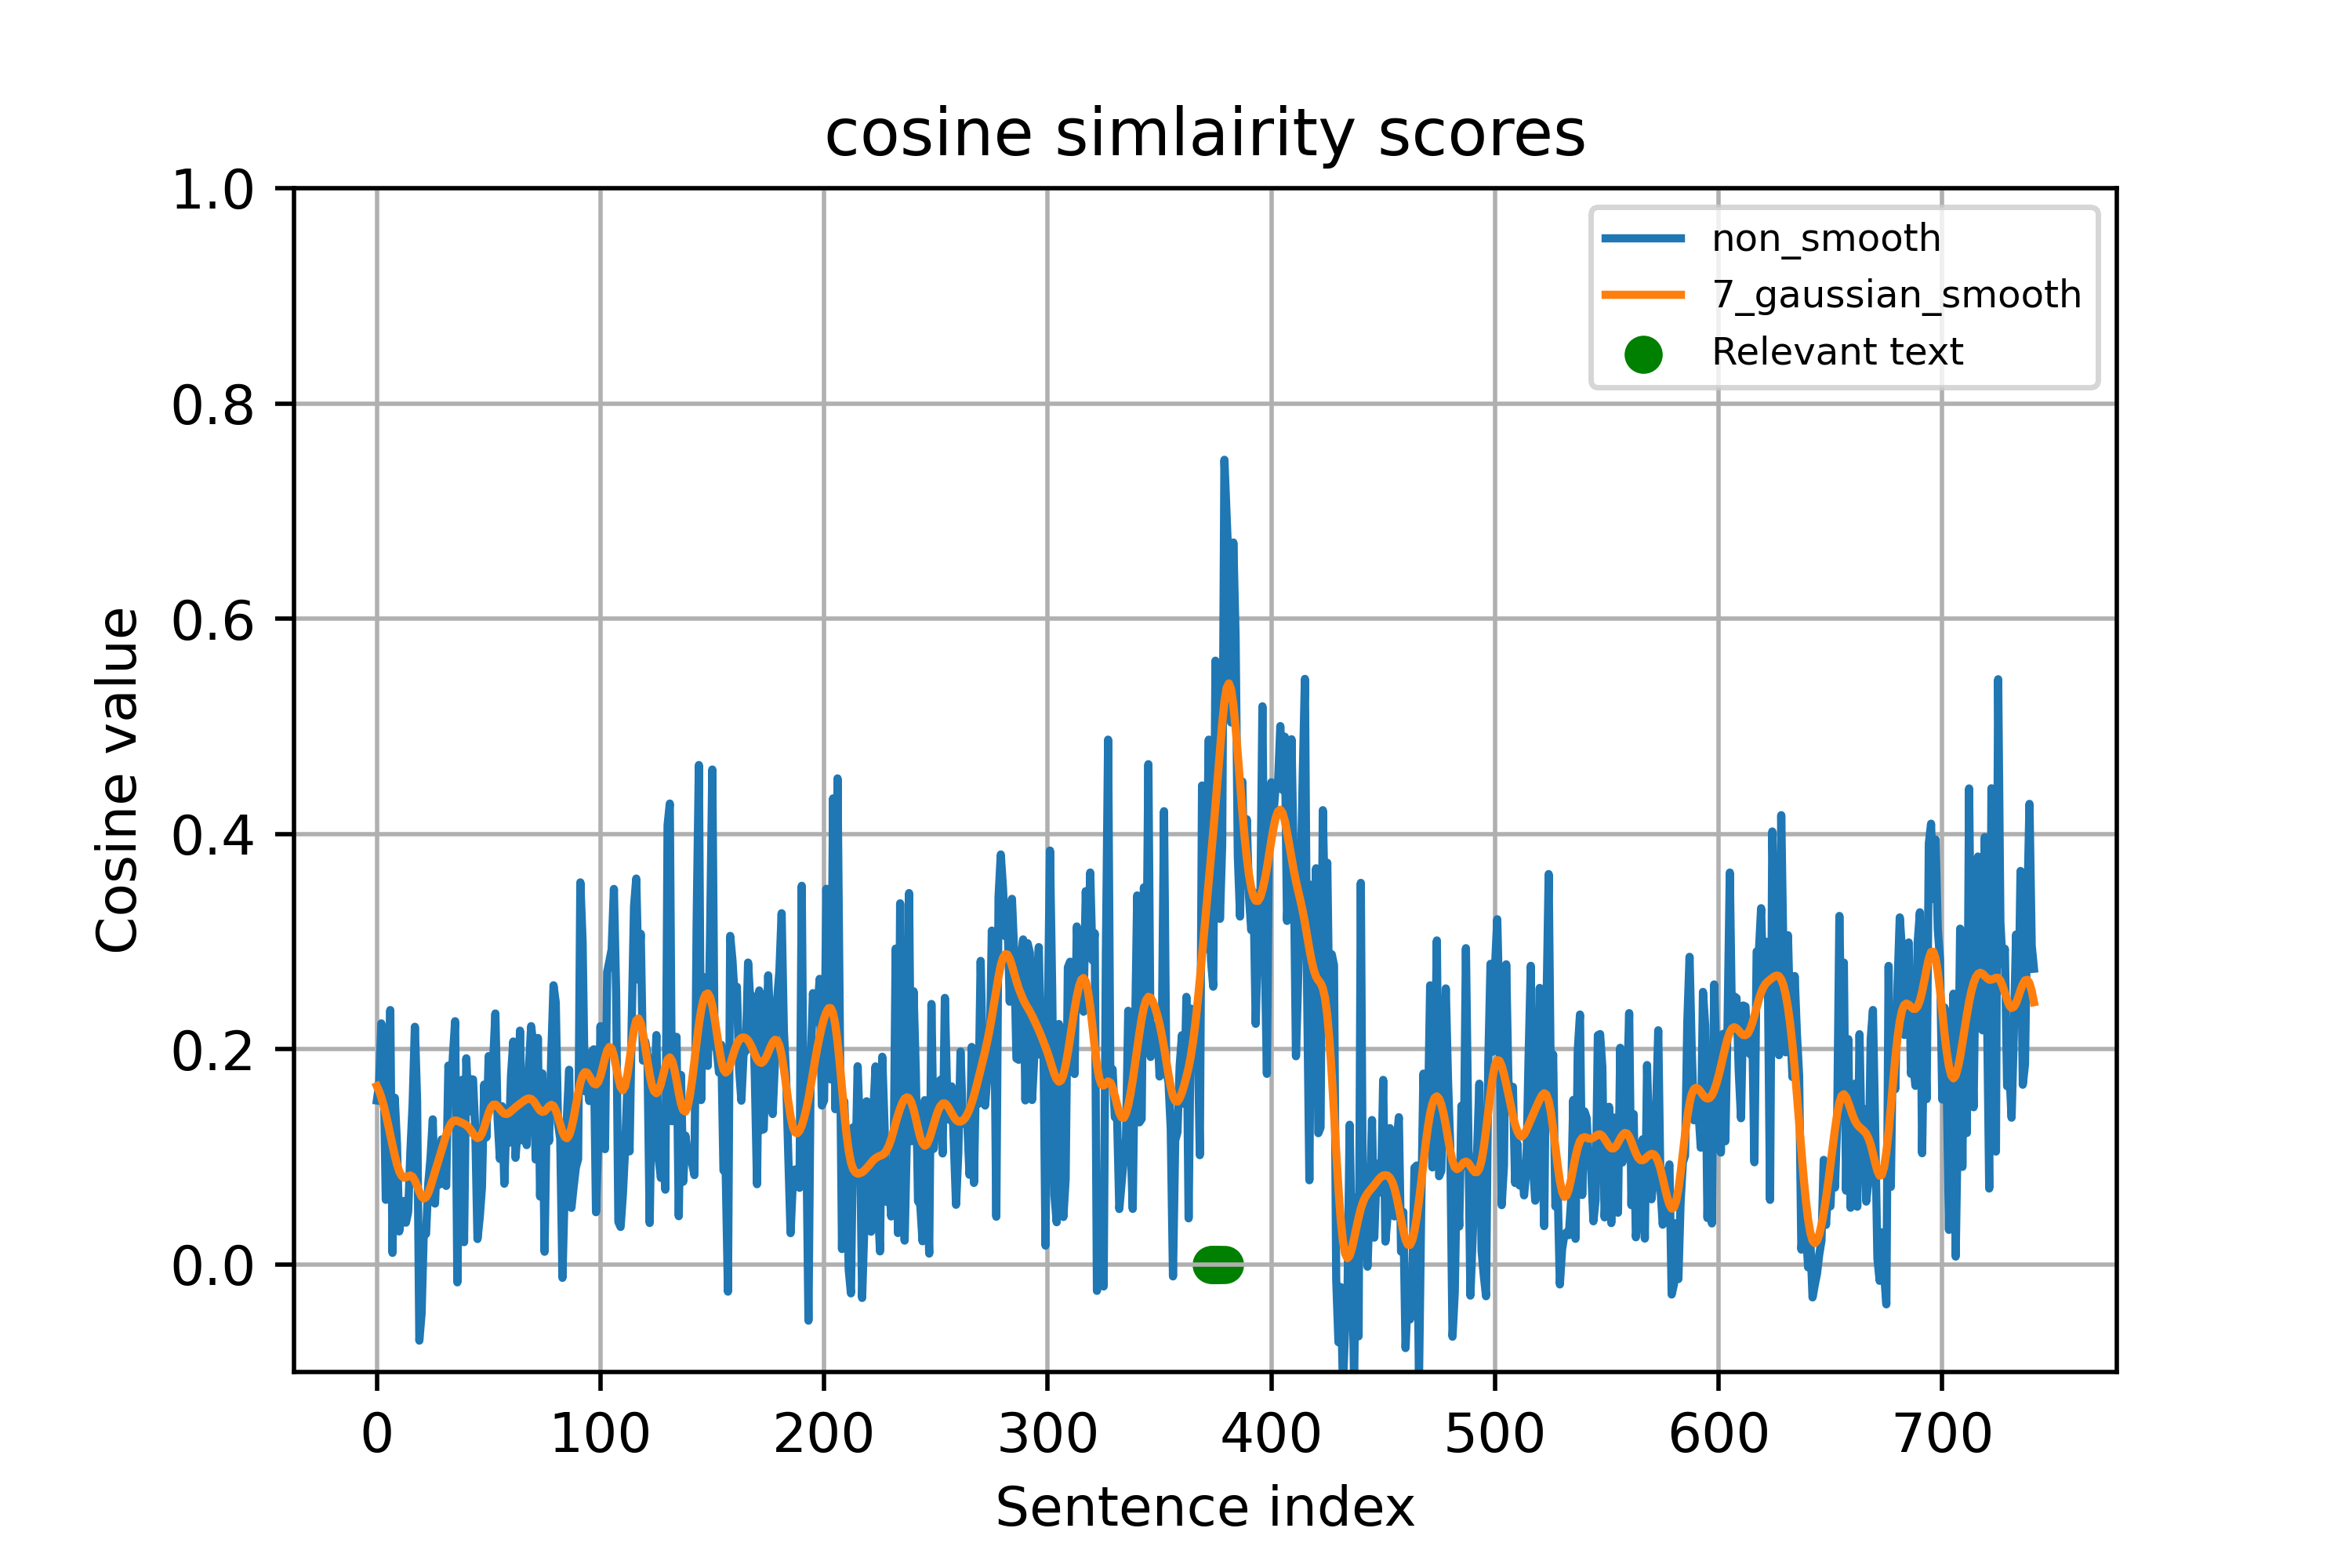 cosine simlairity scores
1.0
0.8
0.6
0.4
0.2
0.0
Cosine value
non_smooth
7_gaussian_smooth
Relevant text
0 100 200 300 400 500 600 700
Sentence index